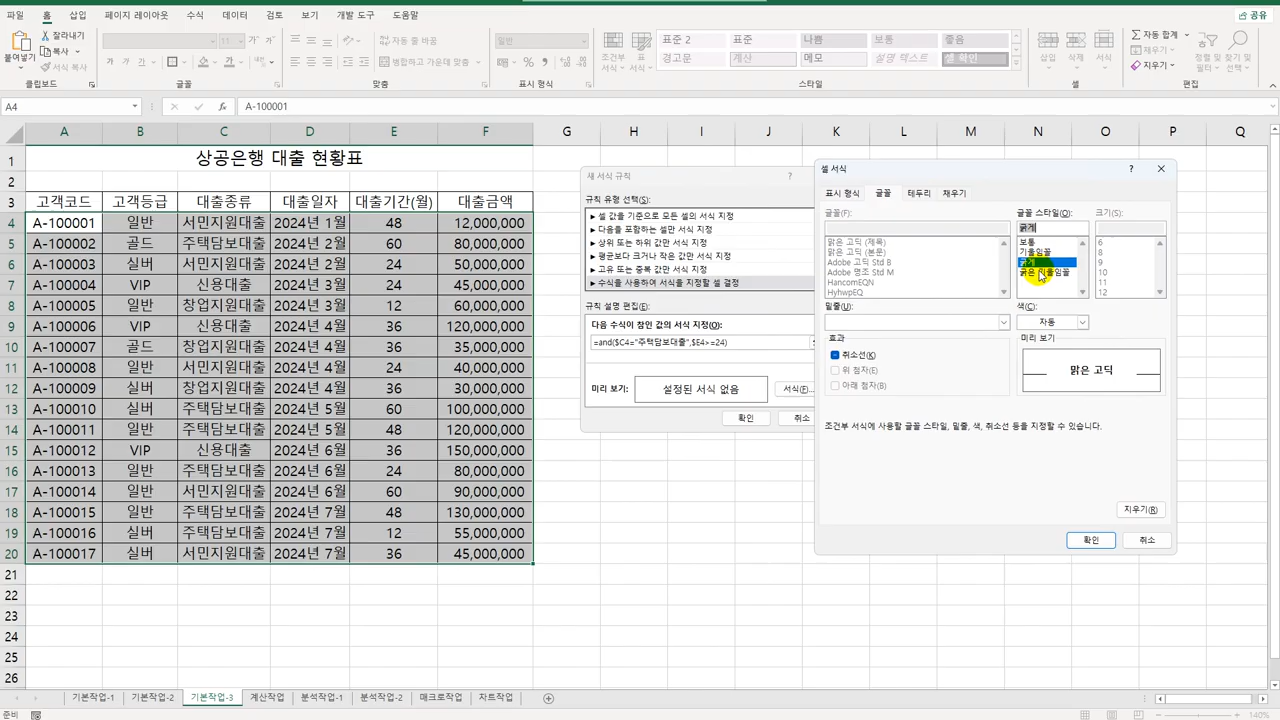 파일 홈 삽입 페이지 레이아웃 수식 데이터 검토 보기 개발 도구 도움말 공유
붙여넣기 잘라내기 복사 서식 복사
자동 줄 바꿈 일반
병합하고 가운데 맞춤
조건부 서식 표 서식
표준 2 표준 나쁨 보통 좋음
경고문 계산 메모 설명 텍스트 셀 확인
삽입 삭제 서식
자동 합계 채우기 지우기
정렬 및 필터 찾기 및 선택
클립보드 글꼴 맞춤 표시 형식 스타일 셀 편집
A4 fx A-100001
A B C D E F G H I J K L M N O P Q
1 상공은행 대출 현황표
2
3 고객코드 고객등급 대출종류 대출일자 대출기간(월) 대출금액
4 A-100001 일반 서민지원대출 2024년 1월 48 12,000,000
5 A-100002 골드 주택담보대출 2024년 2월 60 80,000,000
6 A-100003 실버 서민지원대출 2024년 2월 24 50,000,000
7 A-100004 VIP 신용대출 2024년 3월 24 45,000,000
8 A-100005 일반 창업지원대출 2024년 3월 12 60,000,000
9 A-100006 VIP 신용대출 2024년 4월 36 120,000,000
10 A-100007 골드 창업지원대출 2024년 4월 36 35,000,000
11 A-100008 일반 서민지원대출 2024년 4월 24 40,000,000
12 A-100009 실버 창업지원대출 2024년 4월 36 30,000,000
13 A-100010 실버 주택담보대출 2024년 5월 60 100,000,000
14 A-100011 일반 주택담보대출 2024년 5월 48 120,000,000
15 A-100012 VIP 신용대출 2024년 6월 36 150,000,000
16 A-100013 일반 주택담보대출 2024년 6월 24 80,000,000
17 A-100014 실버 서민지원대출 2024년 6월 60 90,000,000
18 A-100015 일반 주택담보대출 2024년 7월 48 130,000,000
19 A-100016 실버 주택담보대출 2024년 7월 12 55,000,000
20 A-100017 실버 서민지원대출 2024년 7월 36 45,000,000
21
22
23
24
25
26
새 서식 규칙 ?
규칙 유형 선택(S):
► 셀 값을 기준으로 모든 셀의 서식 지정
► 다음을 포함하는 셀만 서식 지정
► 상위 또는 하위 값만 서식 지정
► 평균보다 크거나 작은 값만 서식 지정
► 고유 또는 중복 값만 서식 지정
► 수식을 사용하여 서식을 지정할 셀 결정
규칙 설명 편집(E):
다음 수식이 참인 값의 서식 지정(O):
=and($C4="주택담보대출",$E4>=24)
미리 보기: 설정된 서식 없음 서식(F)...
확인 취소
셀 서식 ?
표시 형식 글꼴 테두리 채우기
글꼴(F): 글꼴 스타일(O): 크기(S):
굵게
맑은 고딕 (제목) 보통 6
맑은 고딕 (본문) 기울임꼴 8
Adobe 고딕 Std B 굵게 9
Adobe 명조 Std M 굵은 기울임꼴 10
HancomEQN 11
HyhwpEQ 12
밑줄(U): 색(C):
자동
효과 미리 보기
취소선(K)
위 첨자(E) 맑은 고딕
아래 첨자(B)
조건부 서식에 사용할 글꼴 스타일, 밑줄, 색, 취소선 등을 지정할 수 있습니다.
지우기(R)
확인 취소
기본작업-1 기본작업-2 기본작업-3 계산작업 분석작업-1 분석작업-2 매크로작업 차트작업
준비 140%